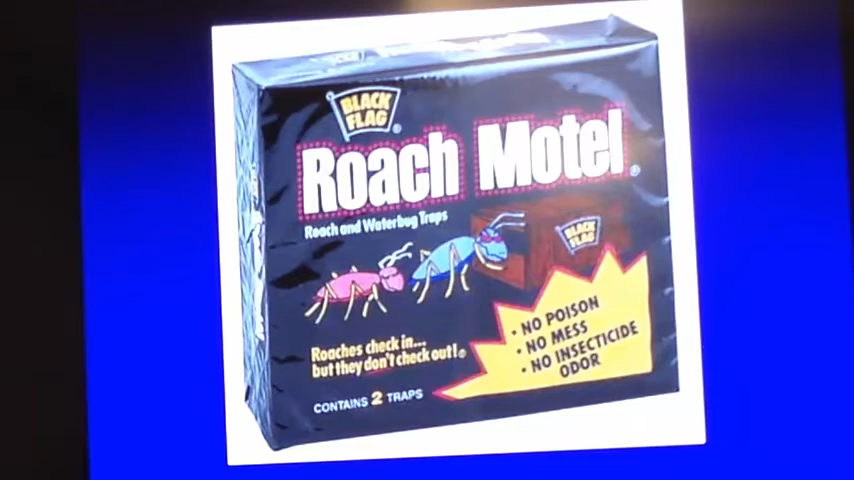 BLACK
FLAG®
Roach Motel®
Roach and Waterbug Traps
BLACK
FLAG
• NO POISON
• NO MESS
• NO INSECTICIDE
ODOR
Roaches check in...
but they don't check out!®
CONTAINS 2 TRAPS